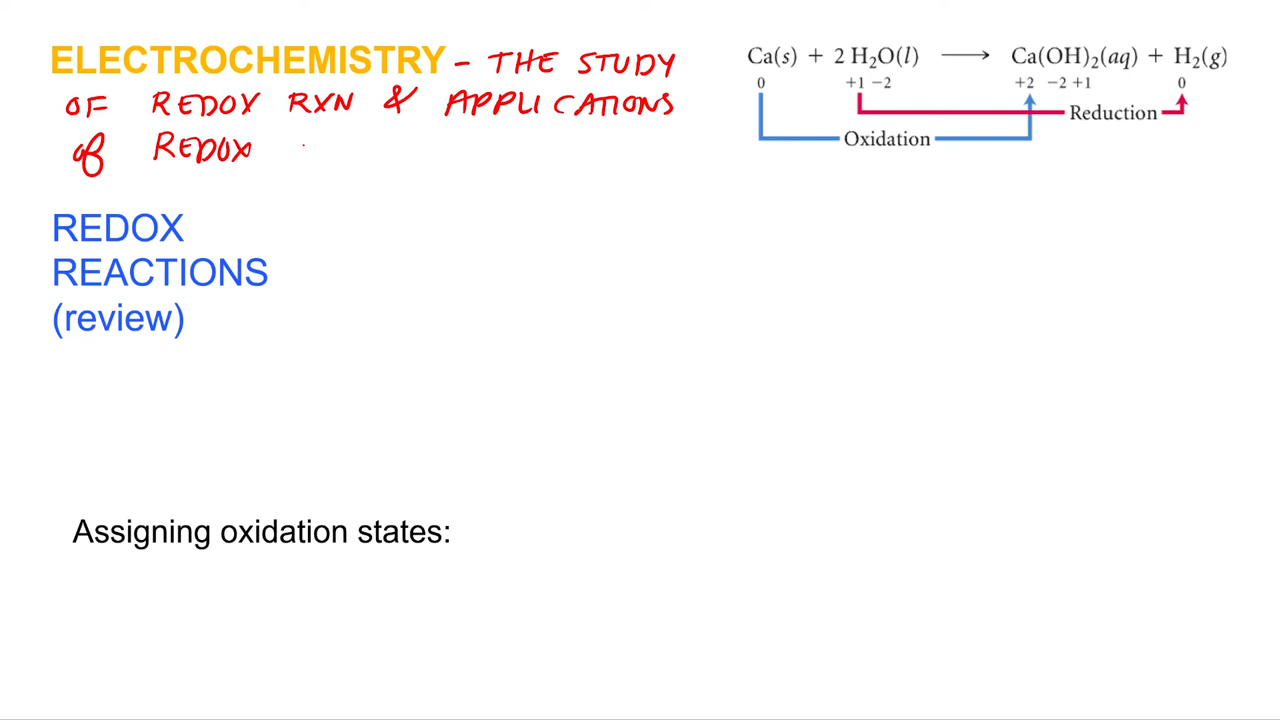 ELECTROCHEMISTRY - THE STUDY
OF REDOX RXN & APPLICATIONS
of REDOX
Ca(s) + 2 H₂O(l) ⟶ Ca(OH)₂(aq) + H₂(g)
0 +1 −2 +2 −2 +1 0
Reduction
Oxidation
REDOX
REACTIONS
(review)
Assigning oxidation states: